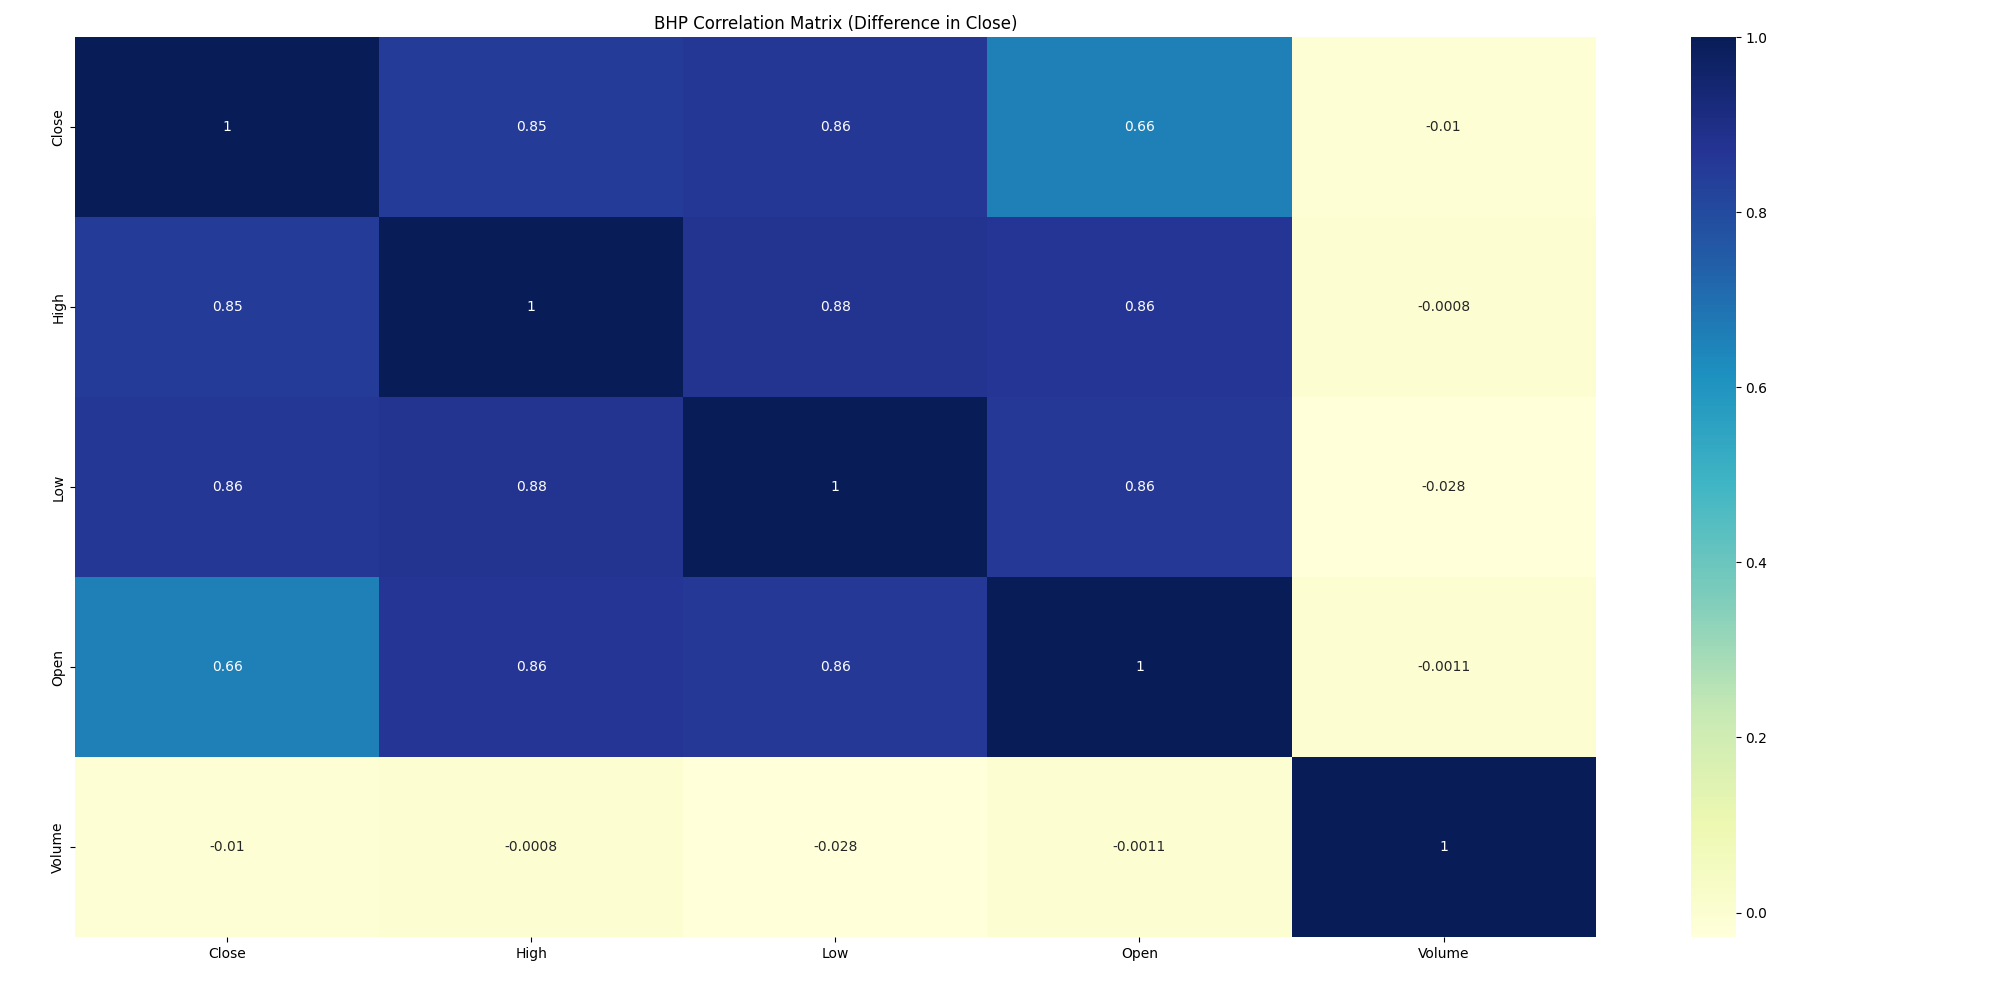 BHP Correlation Matrix (Difference in Close)
Close 1 0.85 0.86 0.66 -0.01
High 0.85 1 0.88 0.86 -0.0008
Low 0.86 0.88 1 0.86 -0.028
Open 0.66 0.86 0.86 1 -0.0011
Volume -0.01 -0.0008 -0.028 -0.0011 1
Close High Low Open Volume
1.0
0.8
0.6
0.4
0.2
0.0